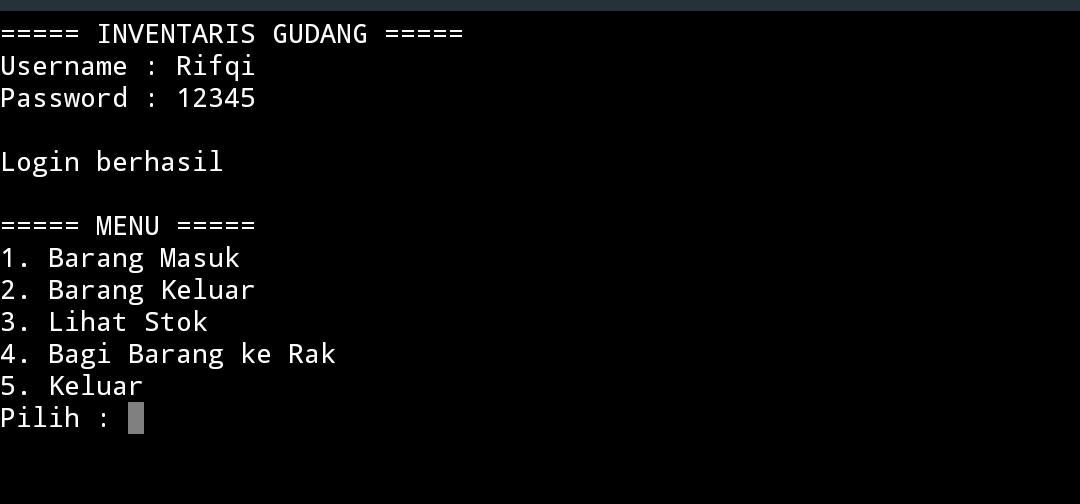 ===== INVENTARIS GUDANG =====
Username : Rifqi
Password : 12345
Login berhasil
===== MENU =====
1. Barang Masuk
2. Barang Keluar
3. Lihat Stok
4. Bagi Barang ke Rak
5. Keluar
Pilih :